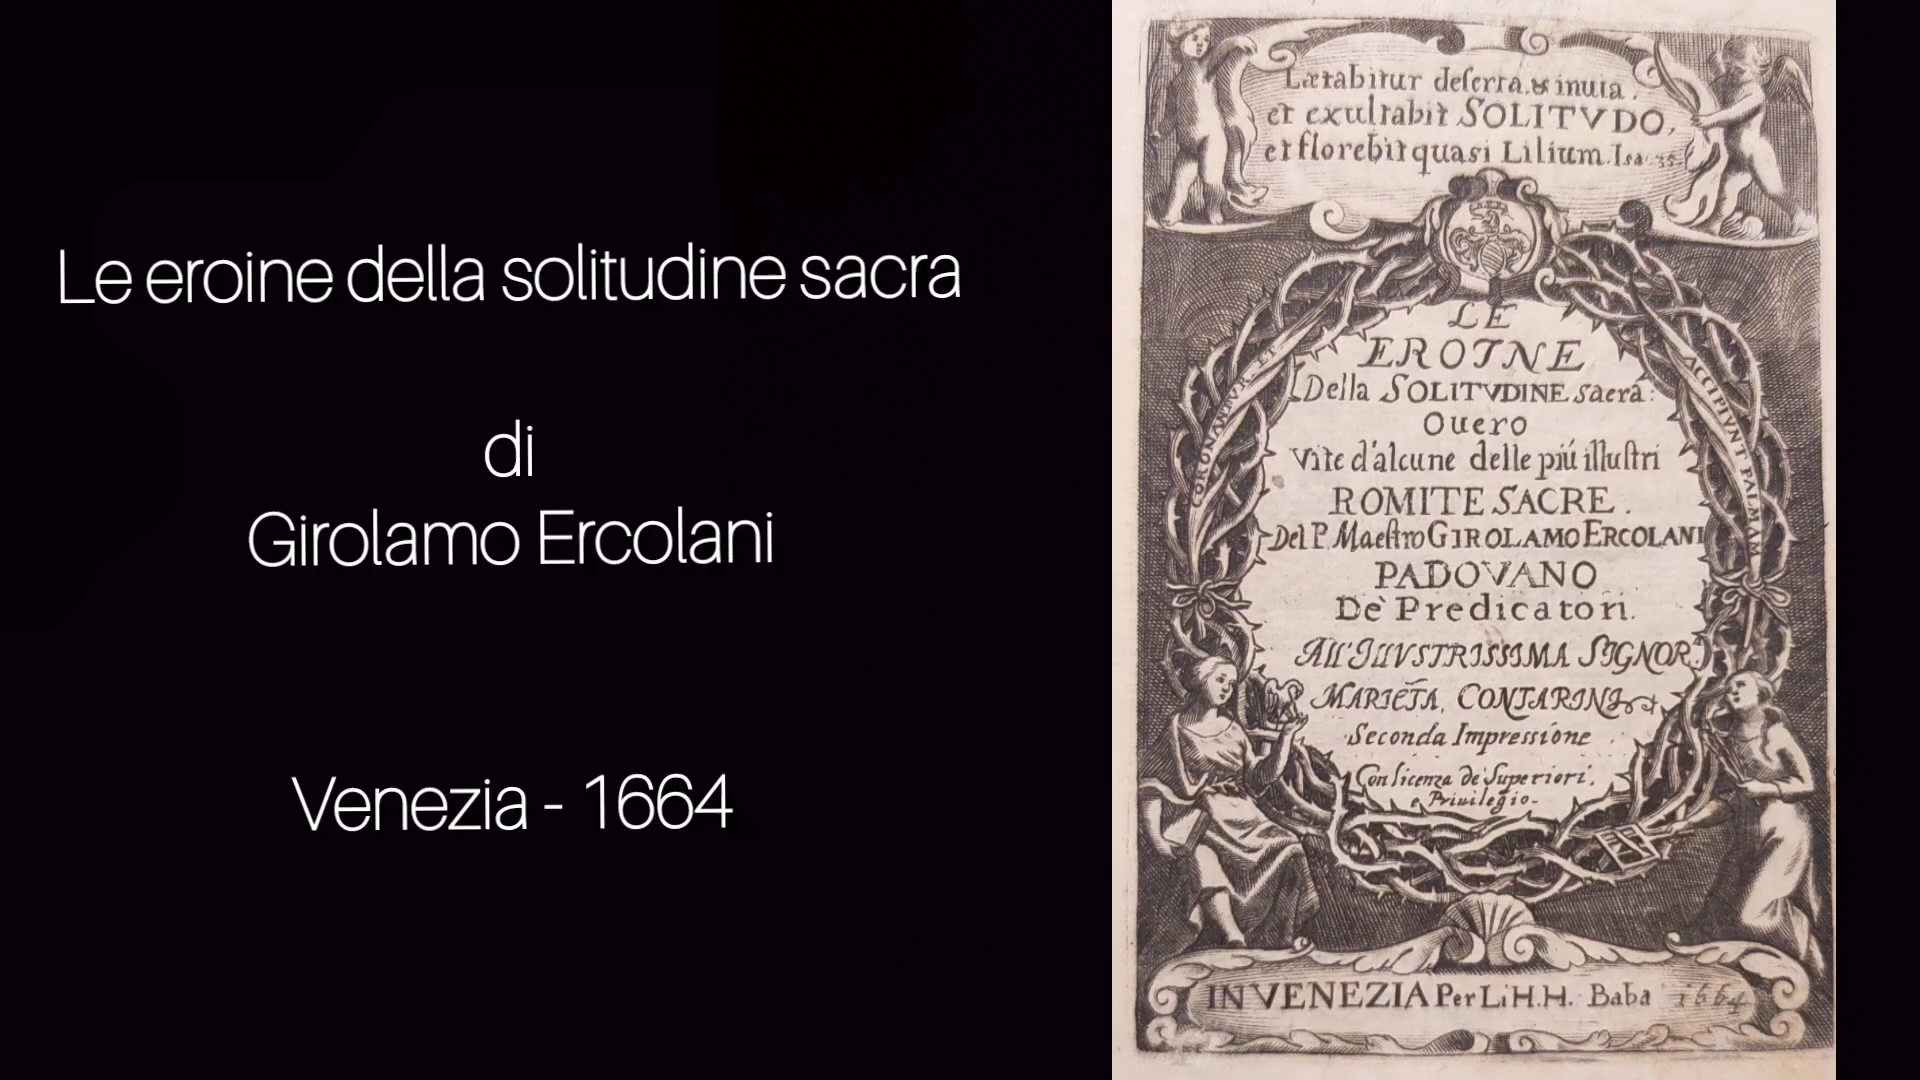 Le eroine della solitudine sacra
di
Girolamo Ercolani
Venezia - 1664
Lætabitur deserta, & inuia,
et exultabit SOLITVDO,
et florebit quasi Lilium. Isa. 35.
CORONANTVR. ET
ACCIPIVNT PALMAM
LE
EROINE
Della SOLITVDINE sacra:
Ouero
Vite d'alcune delle più illustri
ROMITE SACRE.
Del P. Maestro GIROLAMO ERCOLANI
PADOVANO
De' Predicatori.
All'ILLVSTRISSIMA SIGNOR.
MARIETA, CONTARINI
Seconda Impressione
Con licenza de' Superiori,
e Priuilegio.
IN VENEZIA Per Li H.H. Baba 1664